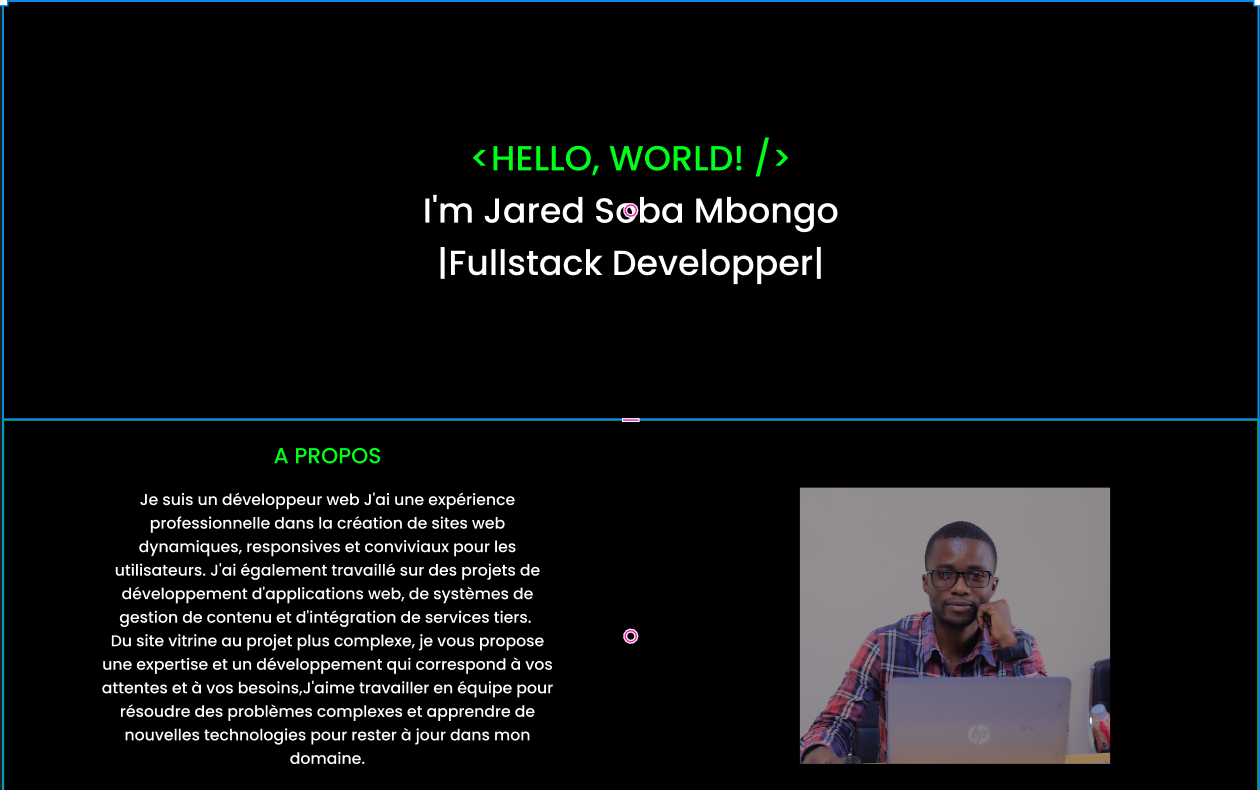 <HELLO, WORLD! />
I'm Jared Soba Mbongo
|Fullstack Developper|
A PROPOS
Je suis un développeur web J'ai une expérience
professionnelle dans la création de sites web
dynamiques, responsives et conviviaux pour les
utilisateurs. J'ai également travaillé sur des projets de
développement d'applications web, de systèmes de
gestion de contenu et d'intégration de services tiers.
Du site vitrine au projet plus complexe, je vous propose
une expertise et un développement qui correspond à vos
attentes et à vos besoins,J'aime travailler en équipe pour
résoudre des problèmes complexes et apprendre de
nouvelles technologies pour rester à jour dans mon
domaine.
hp